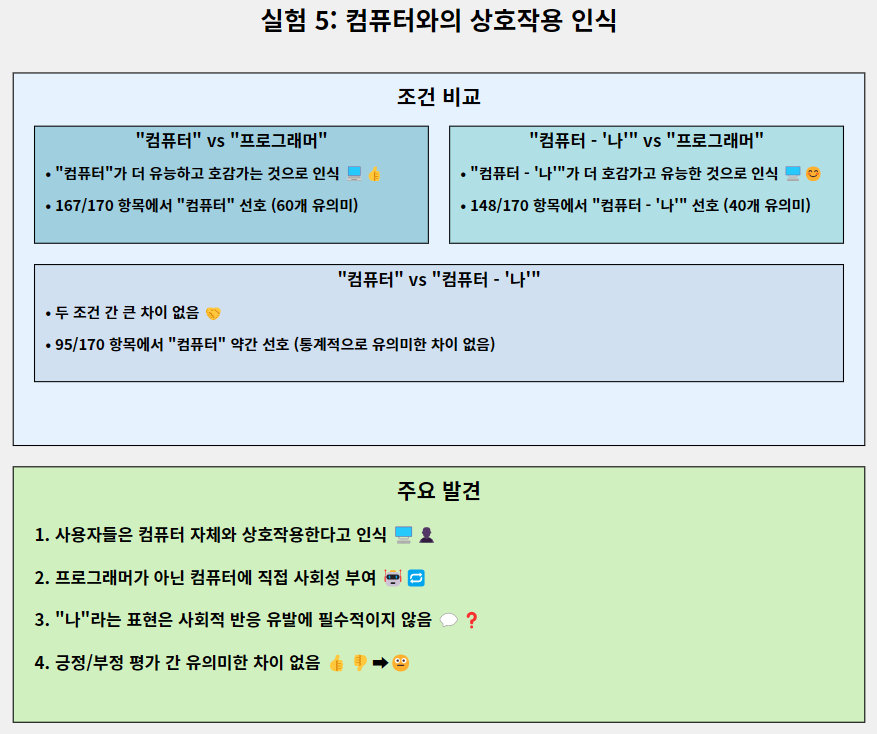 실험 5: 컴퓨터와의 상호작용 인식
조건 비교
"컴퓨터" vs "프로그래머"
• "컴퓨터"가 더 유능하고 호감가는 것으로 인식 🖥️👍
• 167/170 항목에서 "컴퓨터" 선호 (60개 유의미)
"컴퓨터 - '나'" vs "프로그래머"
• "컴퓨터 - '나'"가 더 호감가고 유능한 것으로 인식 🖥️😊
• 148/170 항목에서 "컴퓨터 - '나'" 선호 (40개 유의미)
"컴퓨터" vs "컴퓨터 - '나'"
• 두 조건 간 큰 차이 없음 🤝
• 95/170 항목에서 "컴퓨터" 약간 선호 (통계적으로 유의미한 차이 없음)
주요 발견
1. 사용자들은 컴퓨터 자체와 상호작용한다고 인식 🖥️👤
2. 프로그래머가 아닌 컴퓨터에 직접 사회성 부여 🤖🔁
3. "나"라는 표현은 사회적 반응 유발에 필수적이지 않음 💬❓
4. 긍정/부정 평가 간 유의미한 차이 없음 👍👎➡️😐